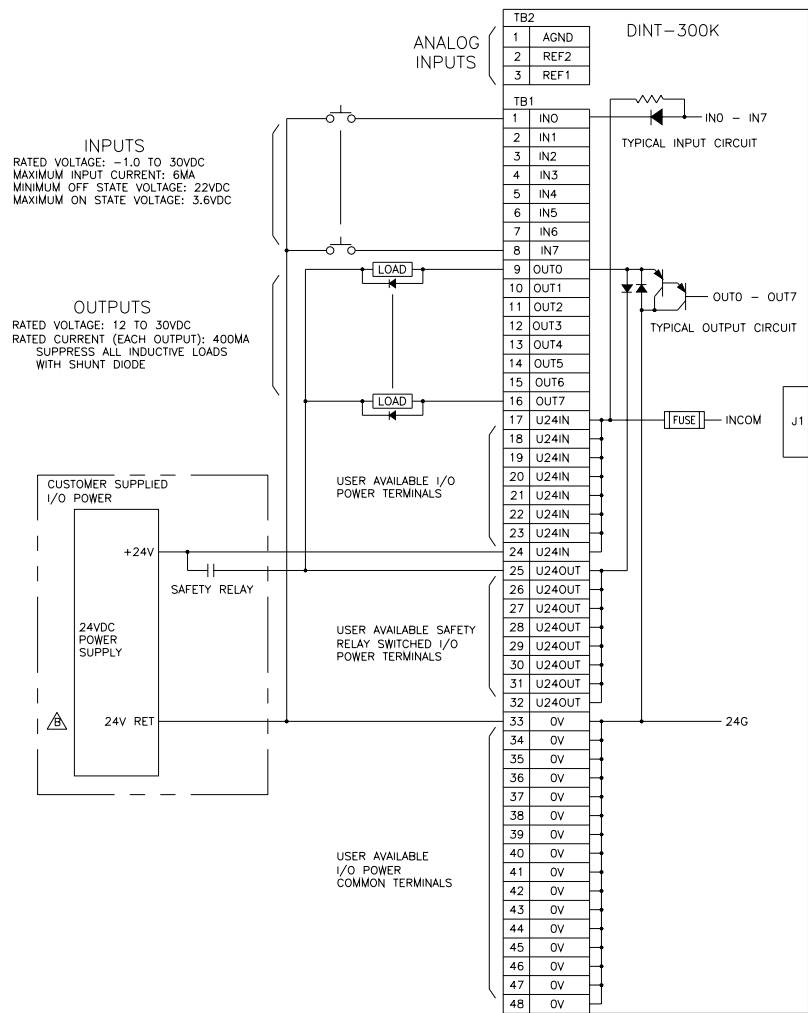 DINT-300K
TB2
1 AGND
2 REF2
3 REF1
ANALOG
INPUTS
TB1
1 IN0
2 IN1
3 IN2
4 IN3
5 IN4
6 IN5
7 IN6
8 IN7
9 OUT0
10 OUT1
11 OUT2
12 OUT3
13 OUT4
14 OUT5
15 OUT6
16 OUT7
17 U24IN
18 U24IN
19 U24IN
20 U24IN
21 U24IN
22 U24IN
23 U24IN
24 U24IN
25 U24OUT
26 U24OUT
27 U24OUT
28 U24OUT
29 U24OUT
30 U24OUT
31 U24OUT
32 U24OUT
33 0V
34 0V
35 0V
36 0V
37 0V
38 0V
39 0V
40 0V
41 0V
42 0V
43 0V
44 0V
45 0V
46 0V
47 0V
48 0V
IN0 - IN7
TYPICAL INPUT CIRCUIT
OUT0 - OUT7
TYPICAL OUTPUT CIRCUIT
FUSE
INCOM
J1
24G
INPUTS
RATED VOLTAGE: -1.0 TO 30VDC
MAXIMUM INPUT CURRENT: 6MA
MINIMUM OFF STATE VOLTAGE: 22VDC
MAXIMUM ON STATE VOLTAGE: 3.6VDC
LOAD
OUTPUTS
RATED VOLTAGE: 12 TO 30VDC
RATED CURRENT (EACH OUTPUT): 400MA
SUPPRESS ALL INDUCTIVE LOADS
WITH SHUNT DIODE
LOAD
USER AVAILABLE I/O
POWER TERMINALS
CUSTOMER SUPPLIED
I/O POWER
+24V
SAFETY RELAY
24VDC
POWER
SUPPLY
USER AVAILABLE SAFETY
RELAY SWITCHED I/O
POWER TERMINALS
B
24V RET
USER AVAILABLE
I/O POWER
COMMON TERMINALS